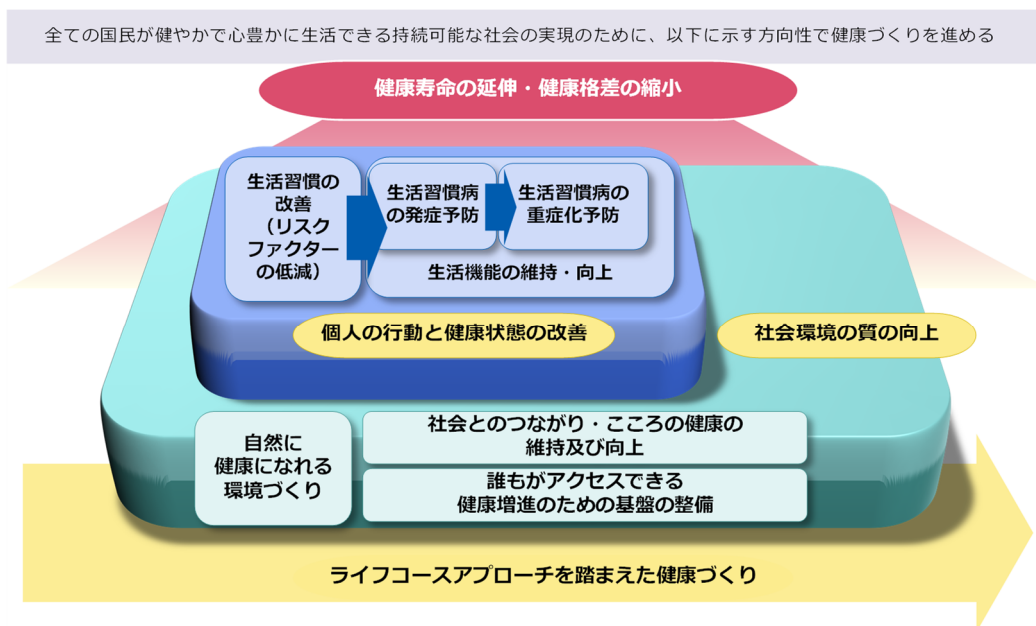 全ての国民が健やかで心豊かに生活できる持続可能な社会の実現のために、以下に示す方向性で健康づくりを進める
健康寿命の延伸・健康格差の縮小
生活習慣の
改善
（リスク
ファクター
の低減）
生活習慣病
の発症予防
生活習慣病の
重症化予防
生活機能の維持・向上
個人の行動と健康状態の改善
社会環境の質の向上
自然に
健康になれる
環境づくり
社会とのつながり・こころの健康の
維持及び向上
誰もがアクセスできる
健康増進のための基盤の整備
ライフコースアプローチを踏まえた健康づくり